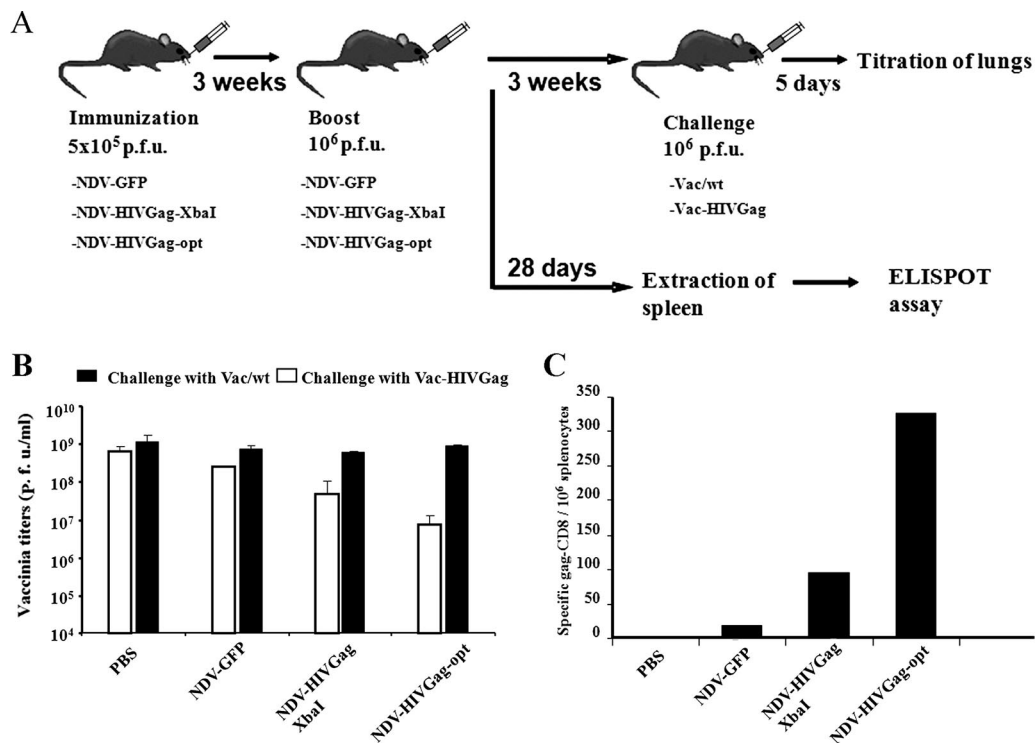 A
3 weeks
3 weeks
5 days
Titration of lungs
Immunization
5x10⁵ p.f.u.
-NDV-GFP
-NDV-HIVGag-XbaI
-NDV-HIVGag-opt
Boost
10⁶ p.f.u.
-NDV-GFP
-NDV-HIVGag-XbaI
-NDV-HIVGag-opt
Challenge
10⁶ p.f.u.
-Vac/wt
-Vac-HIVGag
28 days
Extraction of
spleen
ELISPOT
assay
B
Challenge with Vac/wt
Challenge with Vac-HIVGag
Vaccinia titers (p. f. u./ml)
10¹⁰
10⁹
10⁸
10⁷
10⁶
10⁵
10⁴
PBS
NDV-GFP
NDV-HIVGag
XbaI
NDV-HIVGag-opt
C
Specific gag-CD8 / 10⁶ splenocytes
350
300
250
200
150
100
50
0
PBS
NDV-GFP
NDV-HIVGag
XbaI
NDV-HIVGag-opt